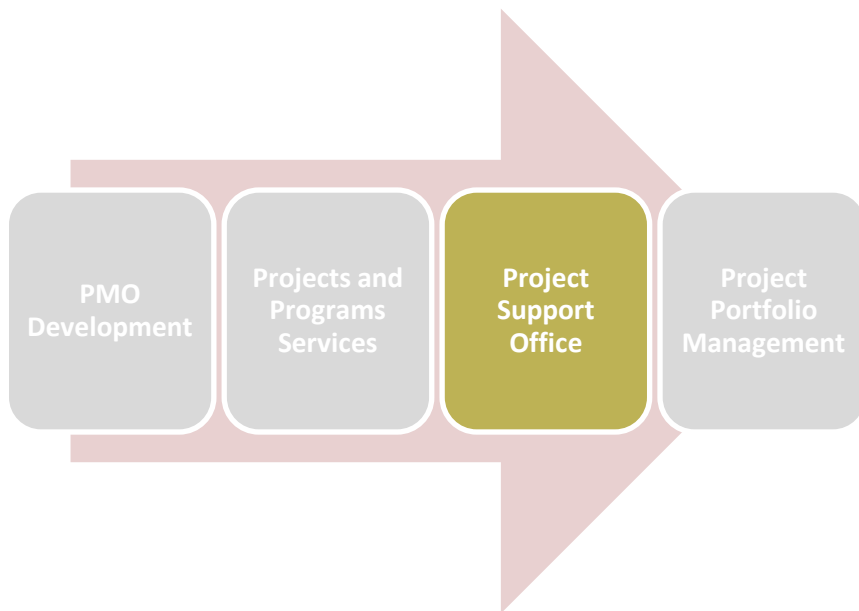 PMO
Development
Projects and
Programs
Services
Project
Support
Office
Project
Portfolio
Management